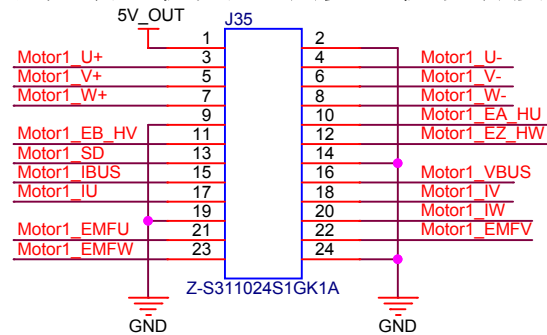 5V_OUT
J35
1 2
Motor1_U+ 3 4 Motor1_U-
Motor1_V+ 5 6 Motor1_V-
Motor1_W+ 7 8 Motor1_W-
9 10 Motor1_EA_HU
Motor1_EB_HV 11 12 Motor1_EZ_HW
Motor1_SD 13 14
Motor1_IBUS 15 16 Motor1_VBUS
Motor1_IU 17 18 Motor1_IV
19 20 Motor1_IW
Motor1_EMFU 21 22 Motor1_EMFV
Motor1_EMFW 23 24
Z-S311024S1GK1A
GND GND